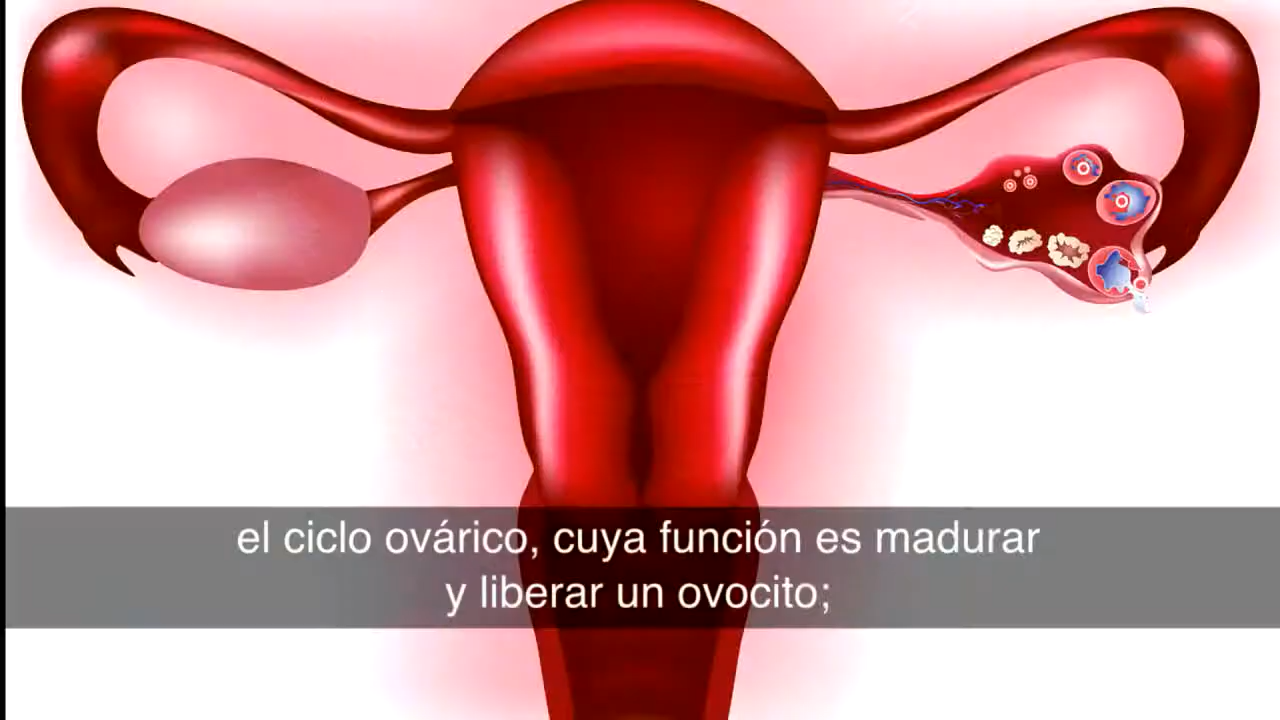 el ciclo ovárico, cuya función es madurar
y liberar un ovocito;